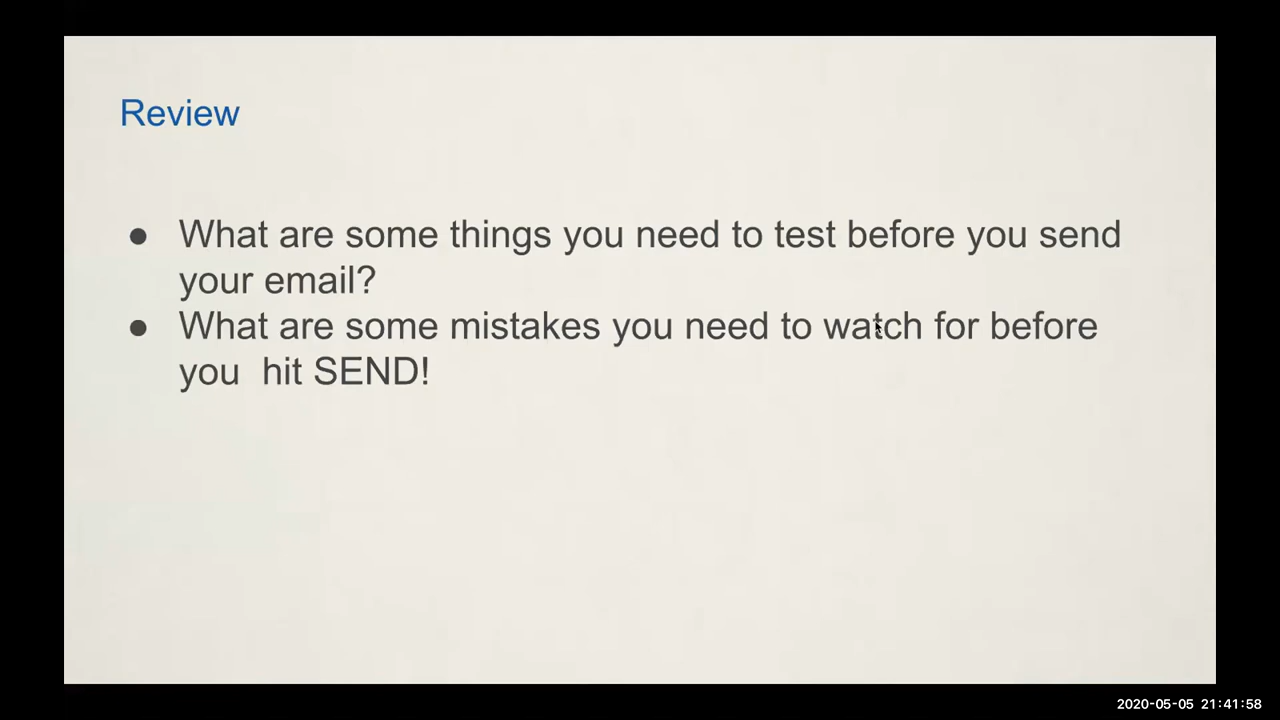 Review
● What are some things you need to test before you send
your email?
● What are some mistakes you need to watch for before
you  hit SEND!
2020-05-05 21:41:58